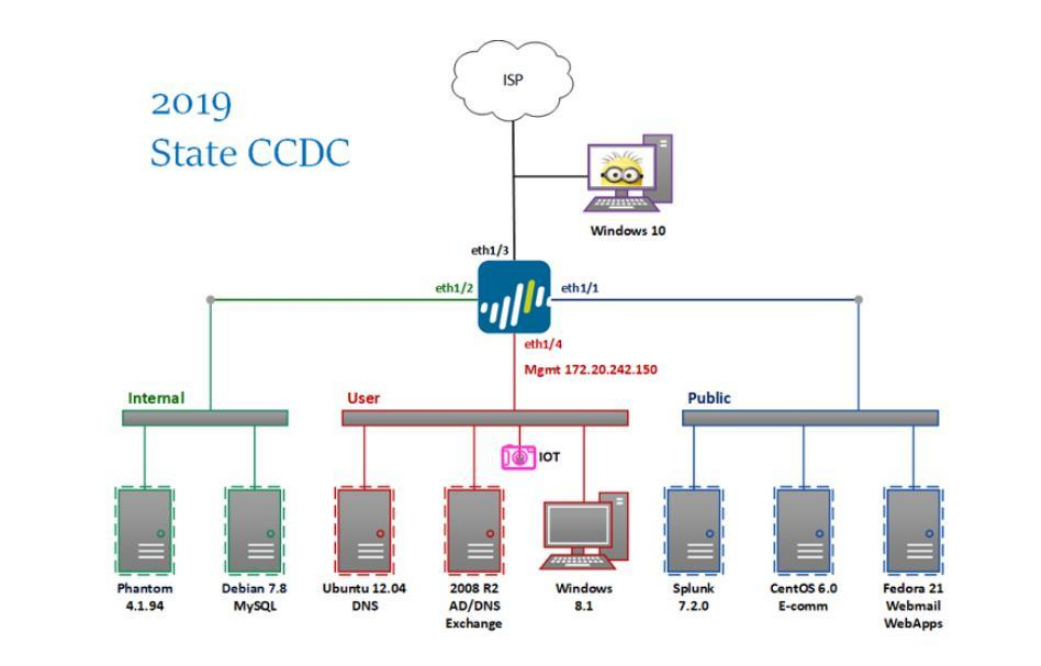 2019
State CCDC
ISP
Windows 10
eth1/3
eth1/2
eth1/1
eth1/4
Mgmt 172.20.242.150
Internal
User
Public
IOT
Phantom
4.1.94
Debian 7.8
MySQL
Ubuntu 12.04
DNS
2008 R2
AD/DNS
Exchange
Windows
8.1
Splunk
7.2.0
CentOS 6.0
E-comm
Fedora 21
Webmail
WebApps